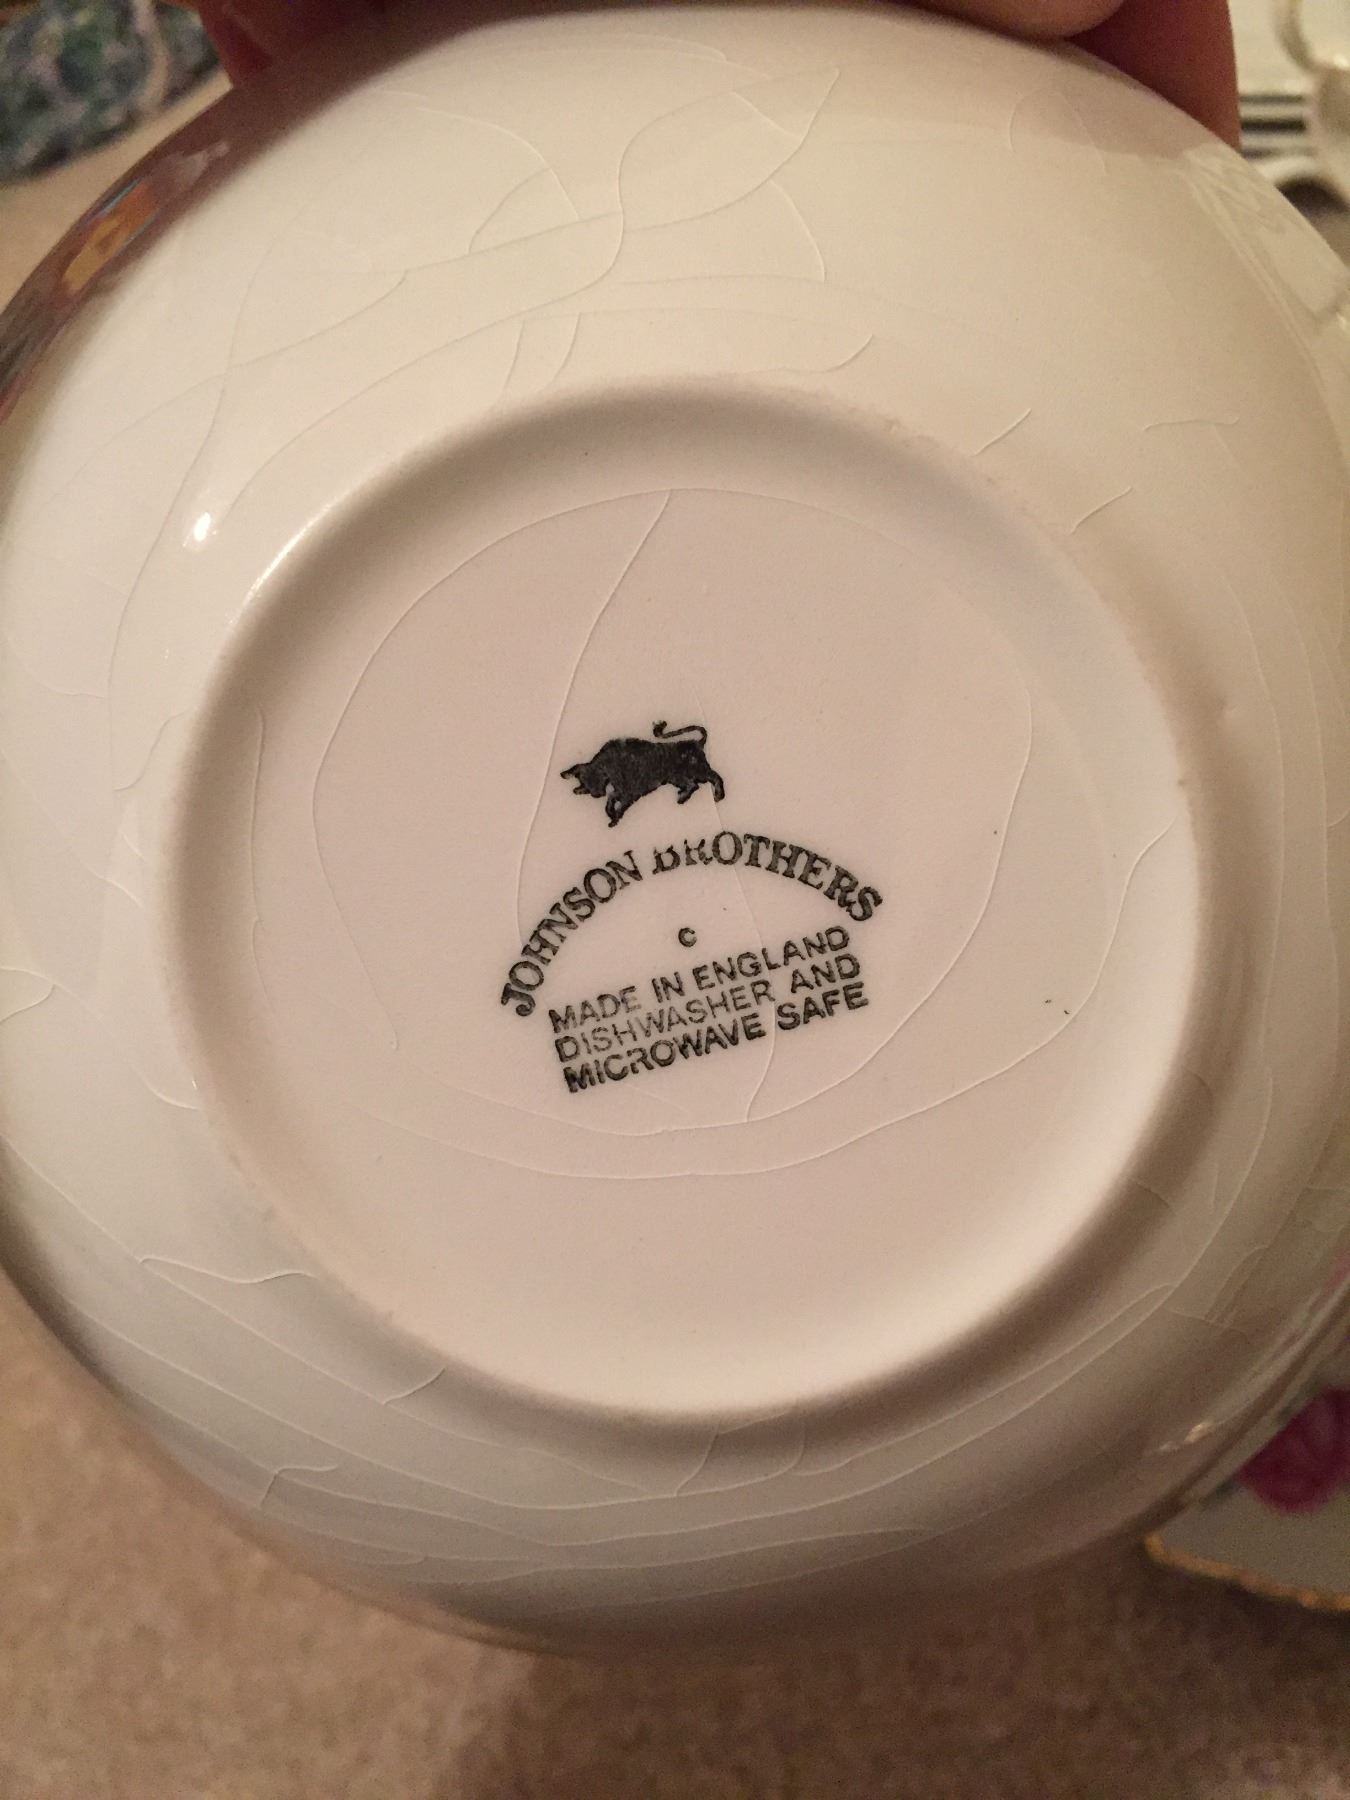 JOHNSON BROTHERS
C
MADE IN ENGLAND
DISHWASHER AND
MICROWAVE SAFE